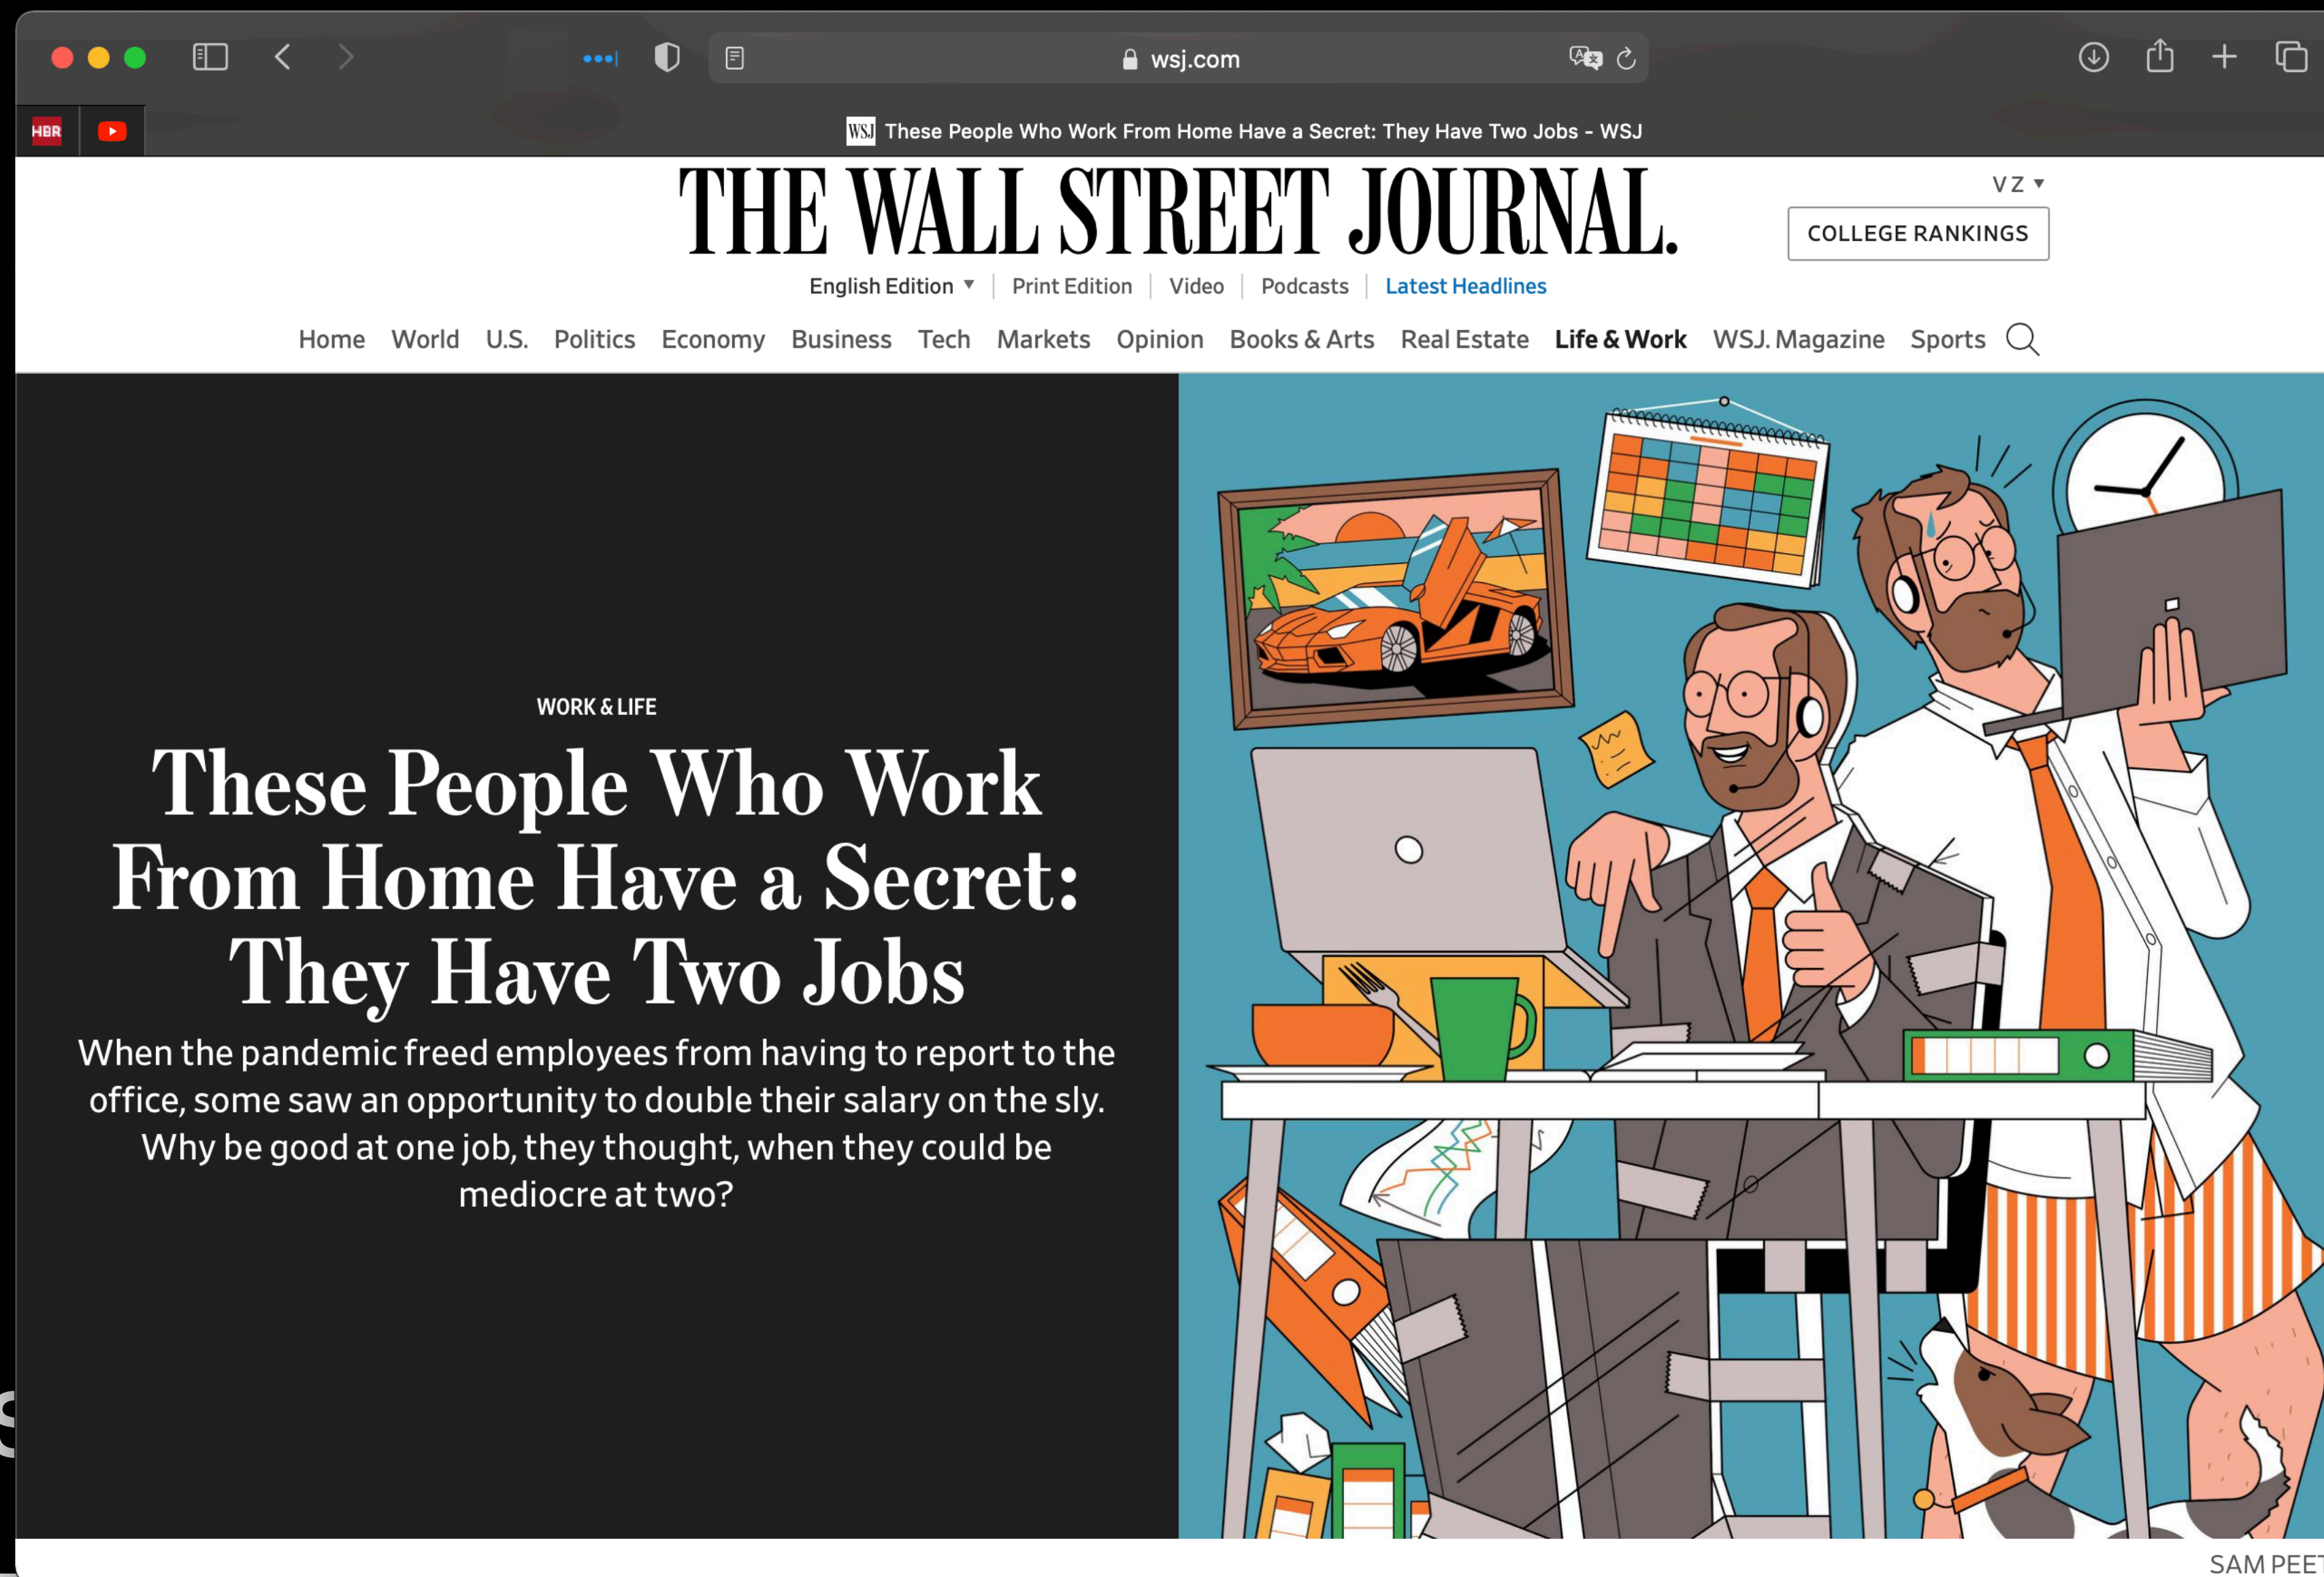 wsj.com
HBR
WSJ These People Who Work From Home Have a Secret: They Have Two Jobs - WSJ
THE WALL STREET JOURNAL.
V Z
COLLEGE RANKINGS
English Edition Print Edition Video Podcasts Latest Headlines
Home World U.S. Politics Economy Business Tech Markets Opinion Books & Arts Real Estate Life & Work WSJ. Magazine Sports
WORK & LIFE
These People Who Work
From Home Have a Secret:
They Have Two Jobs
When the pandemic freed employees from having to report to the
office, some saw an opportunity to double their salary on the sly.
Why be good at one job, they thought, when they could be
mediocre at two?
SAM PEET